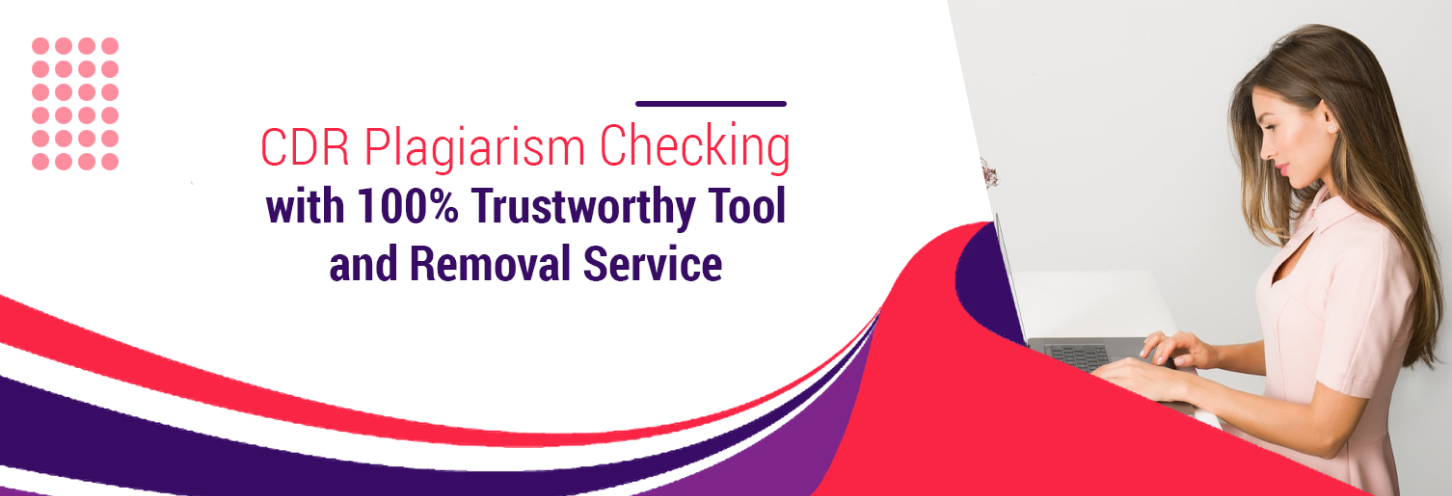 CDR Plagiarism Checking
with 100% Trustworthy Tool
and Removal Service